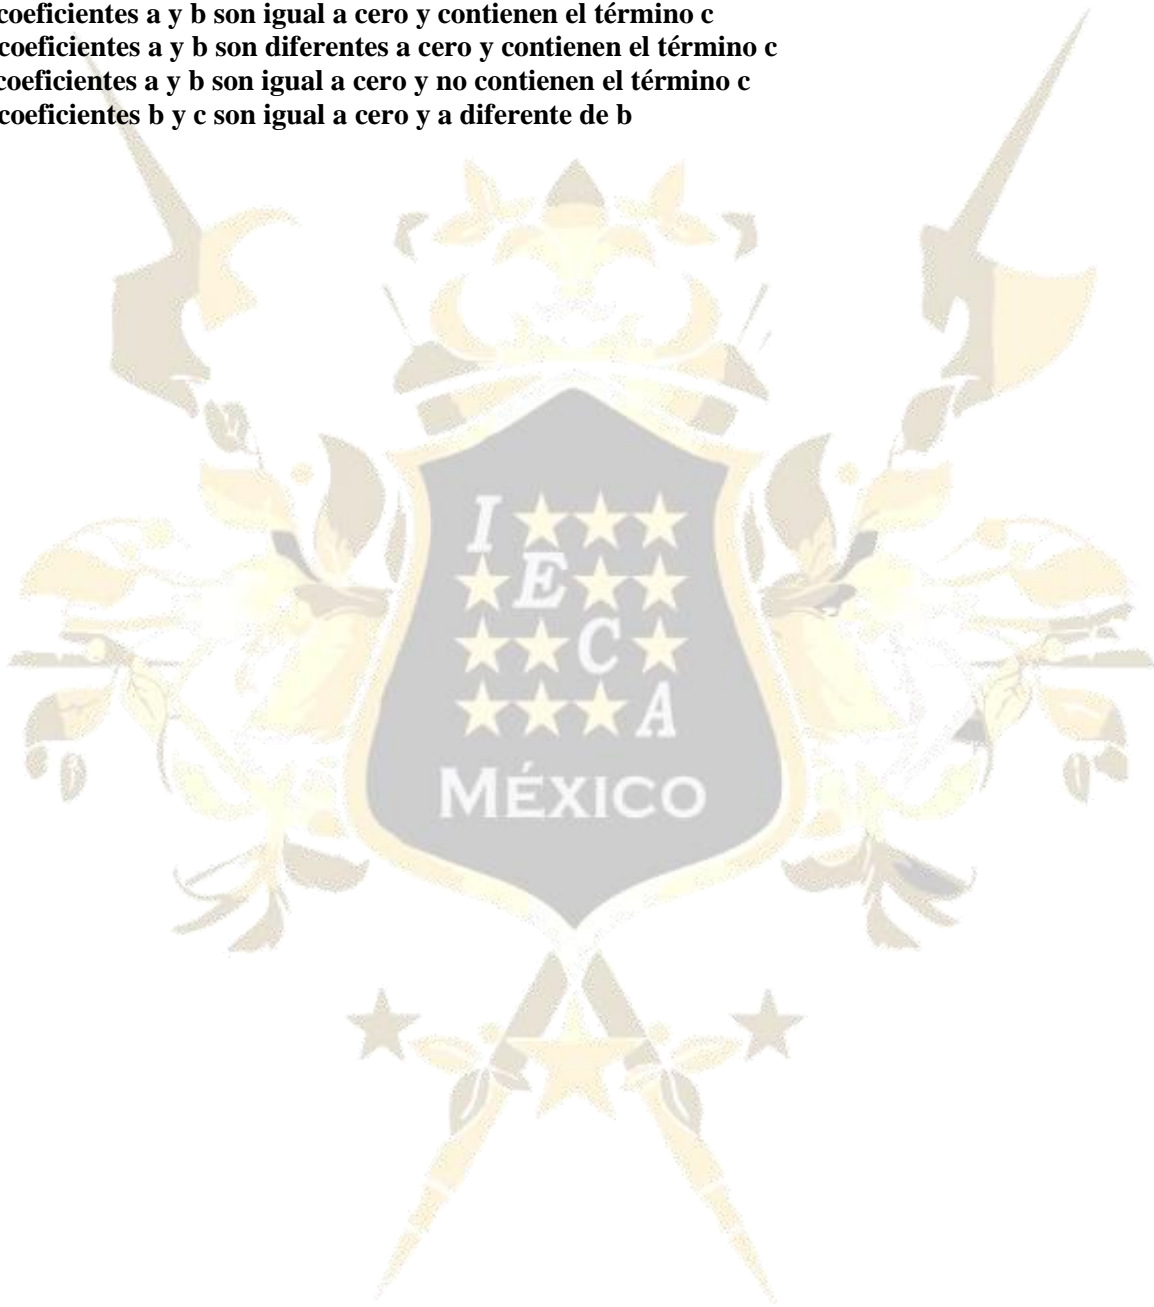 coeficientes a y b son igual a cero y contienen el término c
coeficientes a y b son diferentes a cero y contienen el término c
coeficientes a y b son igual a cero y no contienen el término c
coeficientes b y c son igual a cero y a diferente de b
I
E
C
A
MÉXICO